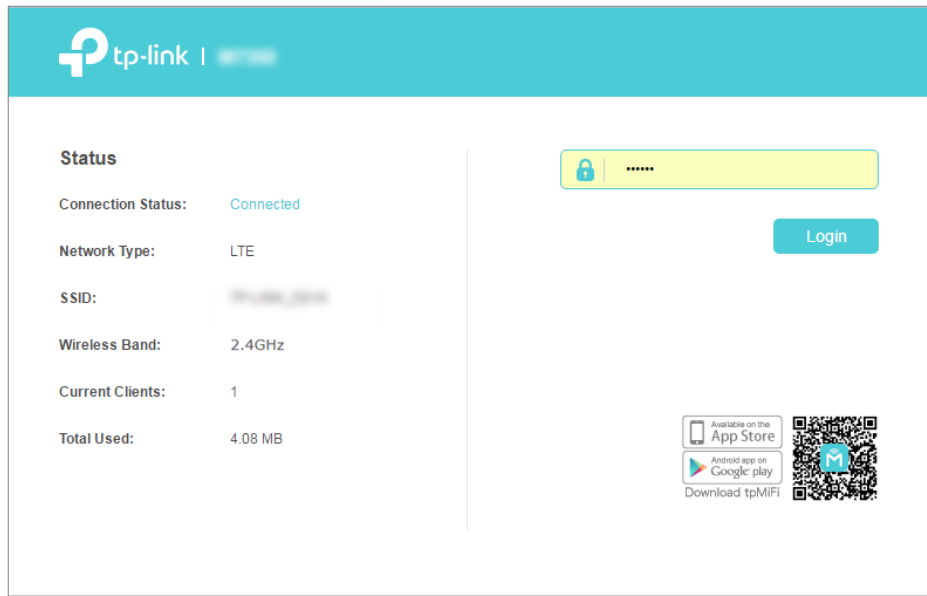 tp-link |
Status
Connection Status: Connected
Network Type: LTE
SSID:
Wireless Band: 2.4GHz
Current Clients: 1
Total Used: 4.08 MB
••••••
Login
Available on the
App Store
Android app on
Google play
Download tpMiFi
M